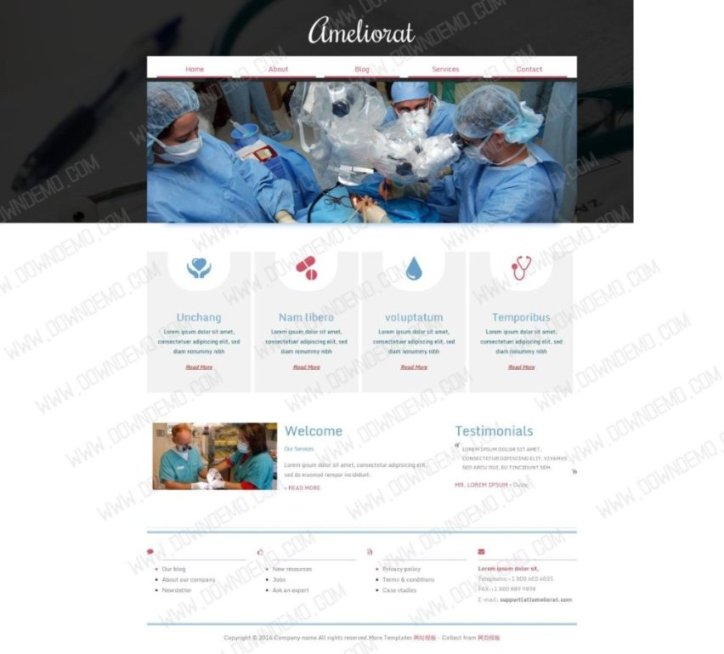 Ameliorat
Home About Blog Services Contact
Unchang Nam libero voluptatum Temporibus
Lorem ipsum dolor sit amet,
consectetuer adipiscing elit, sed
diam nonummy nibh
Read More
Lorem ipsum dolor sit amet,
consectetuer adipiscing elit, sed
diam nonummy nibh
Read More
Lorem ipsum dolor sit amet,
consectetuer adipiscing elit, sed
diam nonummy nibh
Read More
Lorem ipsum dolor sit amet,
consectetuer adipiscing elit, sed
diam nonummy nibh
Read More
Welcome
Our Services
Lorem ipsum dolor sit amet, consectetur adipiscing elit,
sed do eiusmod tempor incididunt.
READ MORE
Testimonials
LOREM IPSUM DOLOR SIT AMET,
CONSECTETUR ADIPISCING ELIT. VIVAMUS
SED ARCU DUI, EU TINCIDUNT SEM.
MR. LOREM IPSUM -
Our blog
About our company
Newsletter
New resources
Jobs
Ask an expert
Privacy policy
Terms & conditions
Case studies
Lorem ipsum dolor sit,
Telephone:+1 800 603 6035
FAX:+1 800 889 9898
E-mail: support(at)ameliorat.com
Copyright © 2016.Company name All rights reserved.More Templates 网站模板 - Collect from 网页模板
WWW.DOWNDEMO.COM